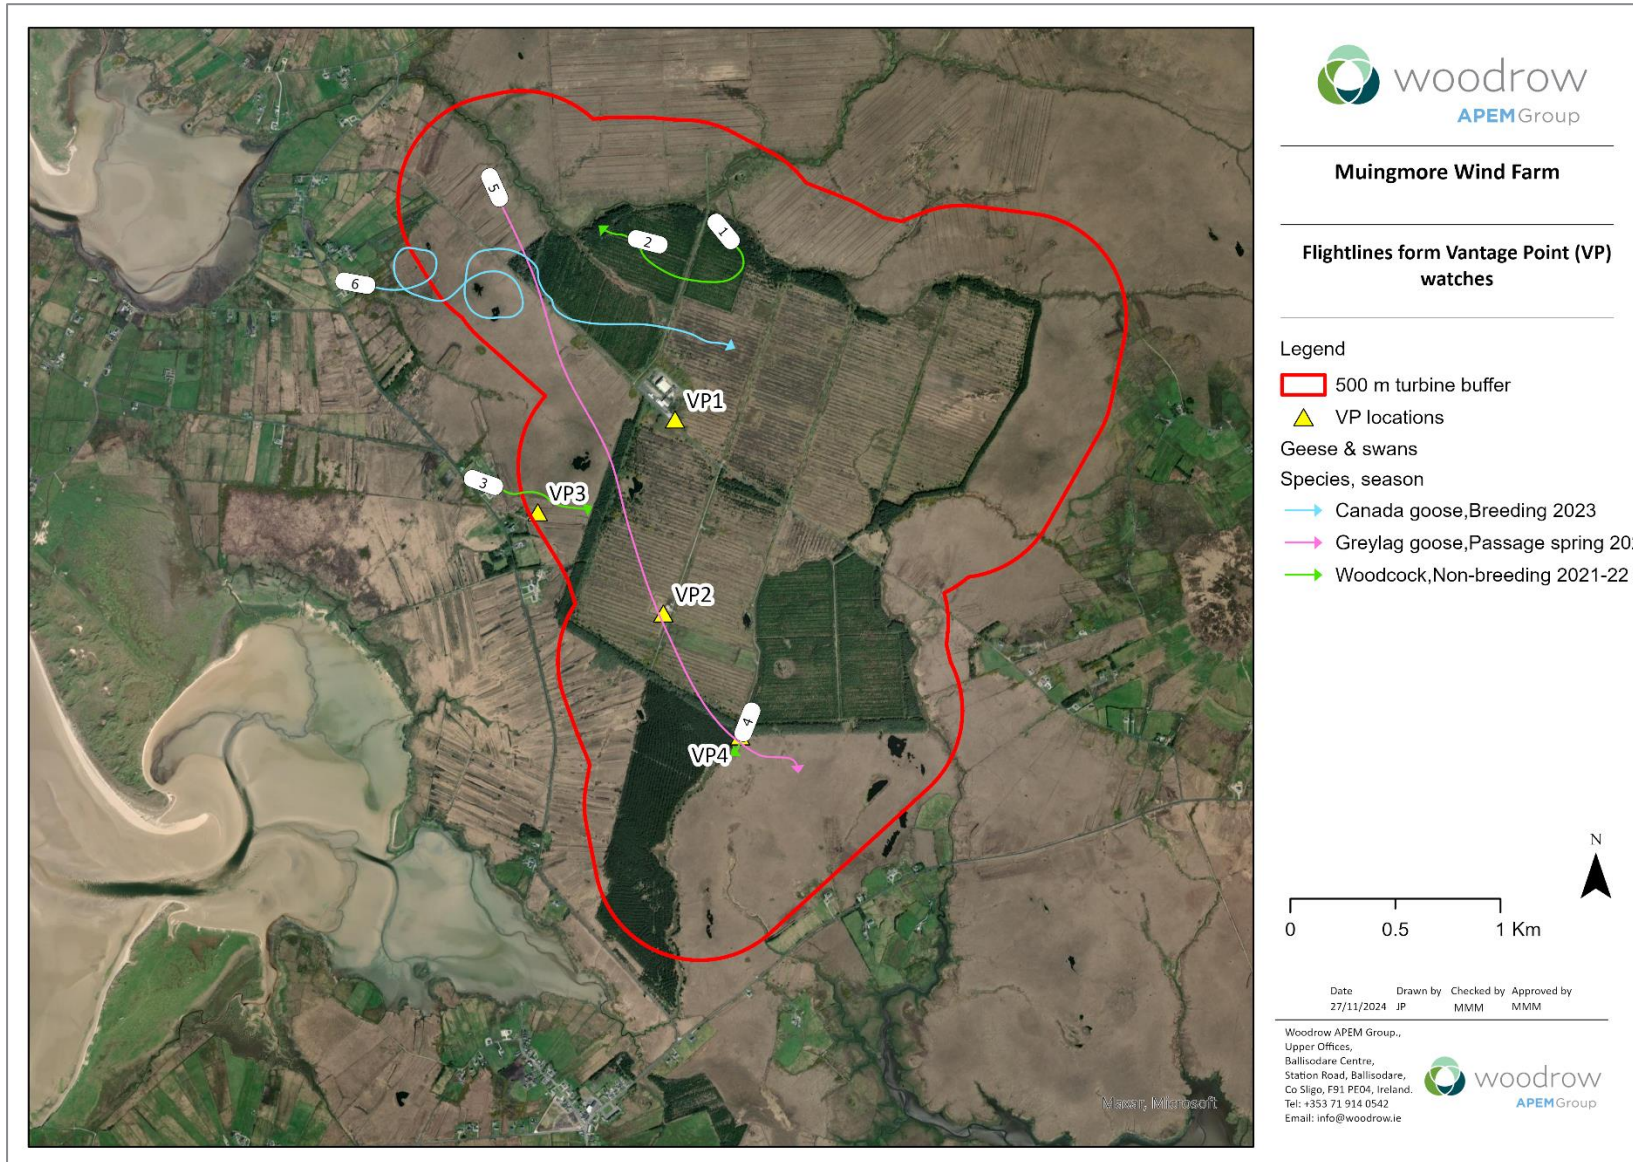 woodrow
APEM Group
Muingmore Wind Farm
Flightlines form Vantage Point (VP)
watches
Legend
500 m turbine buffer
VP locations
Geese & swans
Species, season
Canada goose,Breeding 2023
Greylag goose,Passage spring
Woodcock,Non-breeding 2021-22
5
1
2
6
VP1
3
VP3
VP2
4
VP4
N
0 0.5 1 Km
Date Drawn by Checked by Approved by
27/11/2024 JP MMM MMM
Woodrow APEM Group.,
Upper Offices,
Ballisodare Centre,
Station Road, Ballisodare,
Co Sligo, F91 PE04, Ireland.
Tel: +353 71 914 0542
Email: info@woodrow.ie
woodrow
APEM Group
Maxar, Microsoft